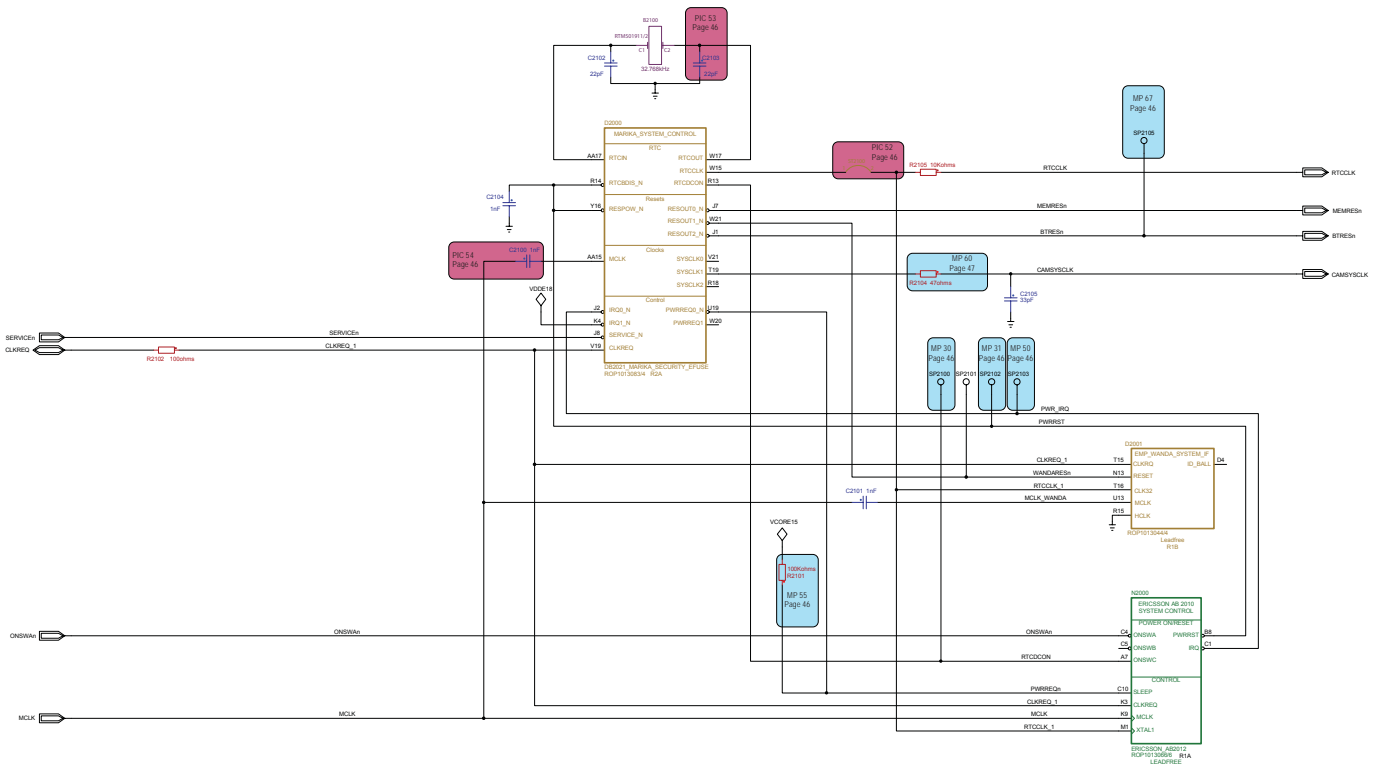 B2100
RTM501911/2
C1
C2
32.768kHz
C2102
22pF
PIC 53
Page 46
C2103
22pF
D2000
MARIKA_SYSTEM_CONTROL
RTC
AA17
RTCIN
RTCOUT
W17
RTCCLK
W15
R14
RTCBDIS_N
RTCDCON
R13
Resets
Y16
RESPOW_N
RESOUT0_N
J7
RESOUT1_N
W21
RESOUT2_N
J1
Clocks
AA15
MCLK
SYSCLK0
V21
SYSCLK1
T19
SYSCLK2
R18
Control
J2
IRQ0_N
PWRREQ0_N
U19
K4
IRQ1_N
PWRREQ1
W20
J8
SERVICE_N
V19
CLKREQ
DB2021_MARIKA_SECURITY_EFUSE
ROP1013083/4 R2A
C2104
1nF
PIC 54
Page 46
C2100 1nF
VDDE18
PIC 52
Page 46
R2105 10Kohms
RTCCLK
RTCCLK
MP 67
Page 46
SP2105
MEMRESn
MEMRESn
BTRESn
BTRESn
MP 60
Page 47
R2104 47ohms
CAMSYSCLK
CAMSYSCLK
C2105
33pF
SERVICEn
SERVICEn
CLKREQ
R2102 100ohms
CLKREQ_1
MP 30
Page 46
SP2100
SP2101
MP 31
Page 46
SP2102
MP 50
Page 46
SP2103
PWR_IRQ
PWRRST
D2001
EMP_WANDA_SYSTEM_IF
CLKREQ_1
T15
CLKRQ
ID_BALL
D4
WANDARESn
N13
RESET
RTCCLK_1
T16
CLK32
C2101 1nF
MCLK_WANDA
U13
MCLK
R15
HCLK
ROP1013044/4
Leadfree
R1B
VCORE15
100Kohms
R2101
MP 55
Page 46
N2000
ERICSSON AB 2010
SYSTEM CONTROL
POWER ON/RESET
ONSWAn
ONSWAn
ONSWAn
C4
ONSWA
PWRRST
B8
C5
ONSWB
IRQ
C1
RTCDCON
A7
ONSWC
CONTROL
PWRREQn
C10
SLEEP
CLKREQ_1
K3
CLKREQ
MCLK
MCLK
MCLK
K9
MCLK
RTCCLK_1
M1
XTAL1
ERICSSON_AB2012
ROP1013068/6 R1A
LEADFREE